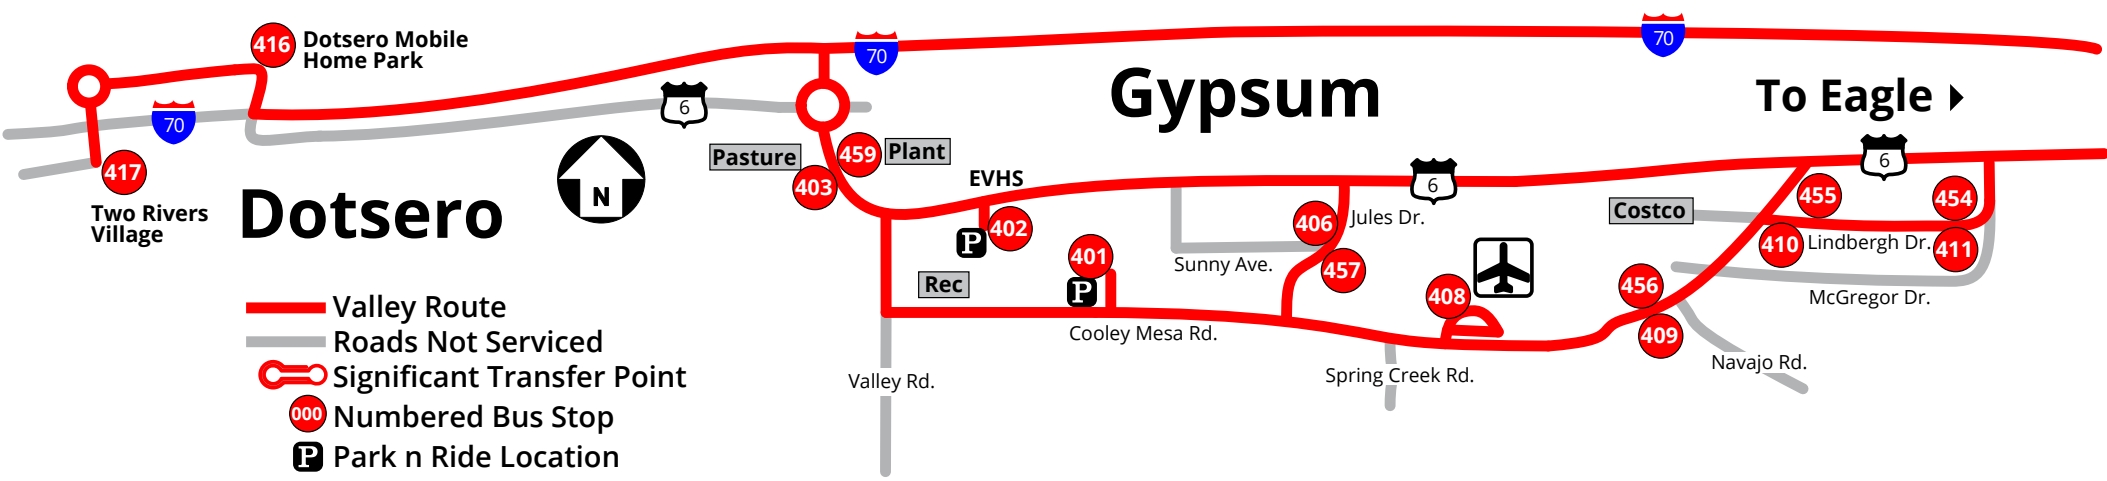 416
Dotsero Mobile
Home Park
70
70
Gypsum
To Eagle
70
6
Pasture
459
Plant
403
N
417
Two Rivers
Village
Dotsero
EVHS
402
P
6
6
455
454
Costco
406
Jules Dr.
410
Lindbergh Dr.
411
401
P
Rec
Sunny Ave.
457
408
456
McGregor Dr.
409
Cooley Mesa Rd.
Navajo Rd.
Spring Creek Rd.
Valley Rd.
Valley Route
Roads Not Serviced
Significant Transfer Point
000
Numbered Bus Stop
P
Park n Ride Location